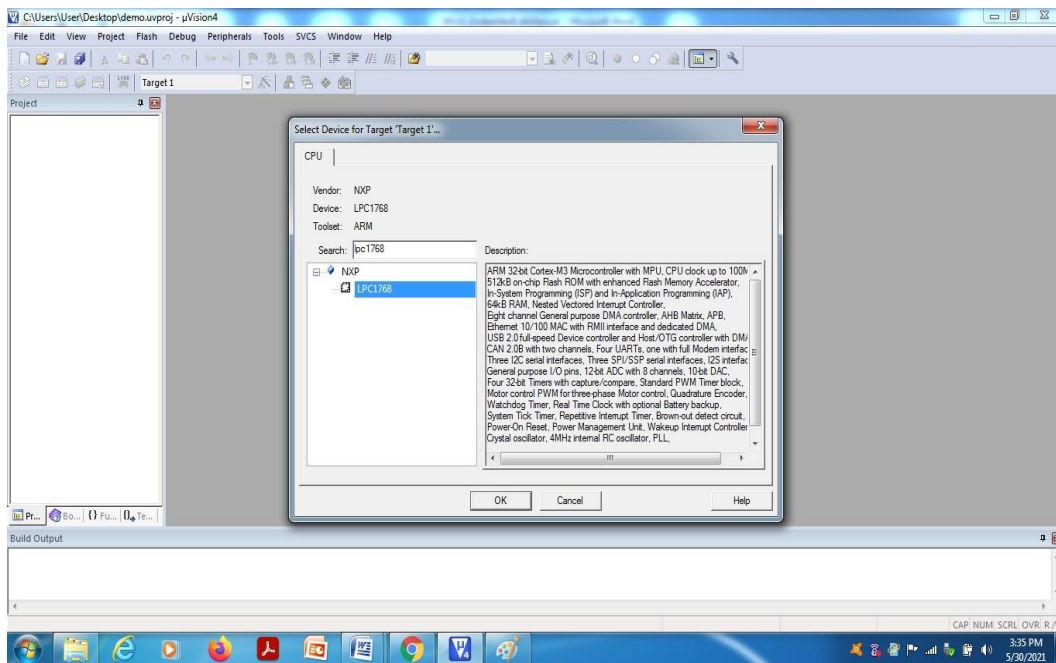 C:\Users\User\Desktop\demo.uvproj - µVision4
File Edit View Project Flash Debug Peripherals Tools SVCS Window Help
Target 1
Project
Select Device for Target 'Target 1'...
CPU
Vendor: NXP
Device: LPC1768
Toolset: ARM
Search: lpc1768
Description:
NXP
LPC1768
ARM 32-bit Cortex-M3 Microcontroller with MPU, CPU clock up to 100M
512kB on-chip Flash ROM with enhanced Flash Memory Accelerator,
In-System Programming (ISP) and In-Application Programming (IAP),
64kB RAM, Nested Vectored Interrupt Controller,
Eight channel General purpose DMA controller, AHB Matrix, APB,
Ethernet 10/100 MAC with RMII interface and dedicated DMA,
USB 2.0 full-speed Device controller and Host/OTG controller with DMA
CAN 2.0B with two channels, Four UARTs, one with full Modem interfac
Three I2C serial interfaces, Three SPI/SSP serial interfaces, I2S interfac
General purpose I/O pins, 12-bit ADC with 8 channels, 10-bit DAC,
Four 32-bit Timers with capture/compare, Standard PWM Timer block,
Motor control PWM for three-phase Motor control, Quadrature Encoder,
Watchdog Timer, Real Time Clock with optional Battery backup,
System Tick Timer, Repetitive Interrupt Timer, Brown-out detect circuit,
Power-On Reset, Power Management Unit, Wakeup Interrupt Controller
Crystal oscillator, 4MHz internal RC oscillator, PLL,
OK Cancel Help
Pr... Bo... {} Fu... Te...
Build Output
CAP NUM SCRL OVR R/
3:35 PM
5/30/2021